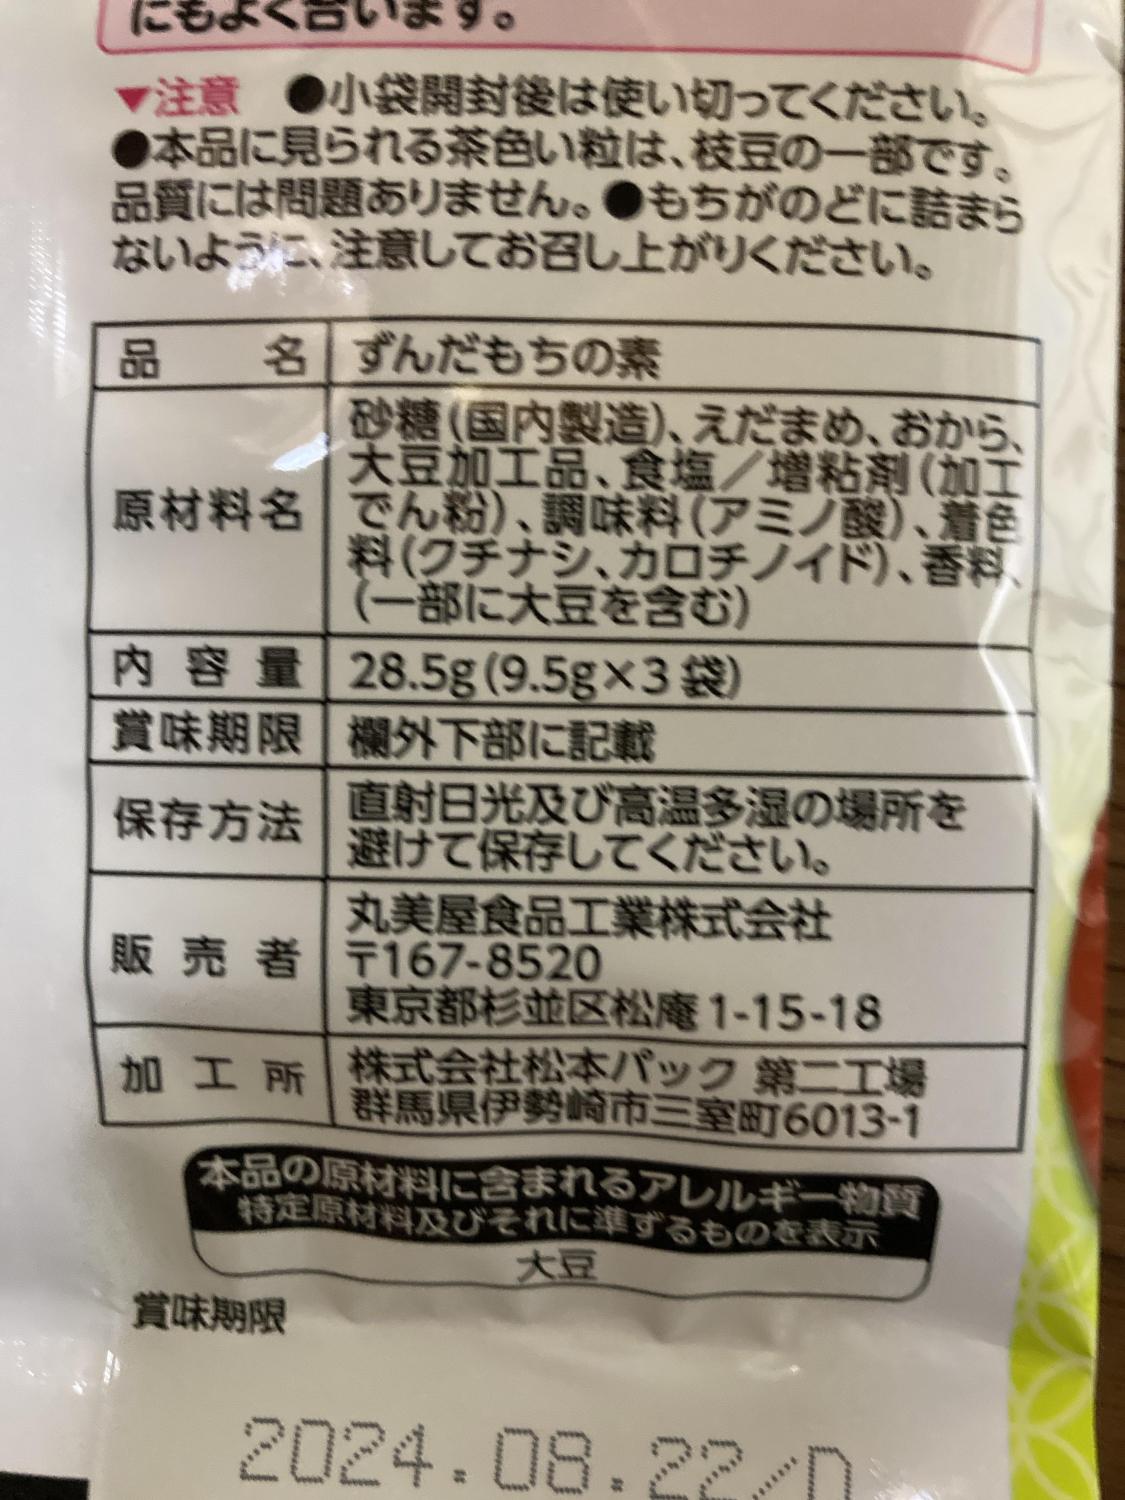 にもよく合います。
▼注意 ●小袋開封後は使い切ってください。
●本品に見られる茶色い粒は、枝豆の一部です。
品質には問題ありません。●もちがのどに詰まら
ないように、注意してお召し上がりください。
品名 ずんだもちの素
原材料名 砂糖(国内製造)、えだまめ、おから、
大豆加工品、食塩／増粘剤(加工
でん粉)、調味料(アミノ酸)、着色
料(クチナシ、カロチノイド)、香料、
(一部に大豆を含む)
内容量 28.5g(9.5g×3袋)
賞味期限 欄外下部に記載
保存方法 直射日光及び高温多湿の場所を
避けて保存してください。
販売者 丸美屋食品工業株式会社
〒167-8520
東京都杉並区松庵1-15-18
加工所 株式会社松本パック 第二工場
群馬県伊勢崎市三室町6013-1
本品の原材料に含まれるアレルギー物質
特定原材料及びそれに準ずるものを表示
大豆
賞味期限
2024.08.22/D